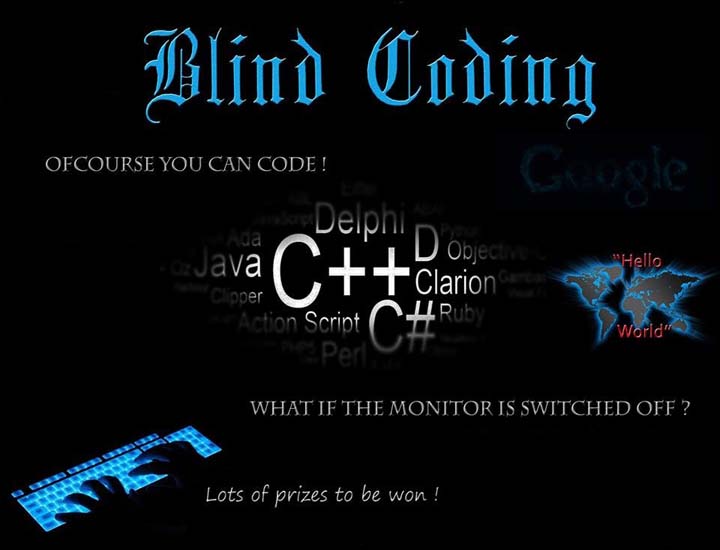 Blind Coding
OFCOURSE YOU CAN CODE !
Google
Delphi
Ada
Python
D
Objective
Java
C++
Clarion
"Hello
Clipper
Action Script
C#
Ruby
World"
Perl
WHAT IF THE MONITOR IS SWITCHED OFF ?
Lots of prizes to be won !